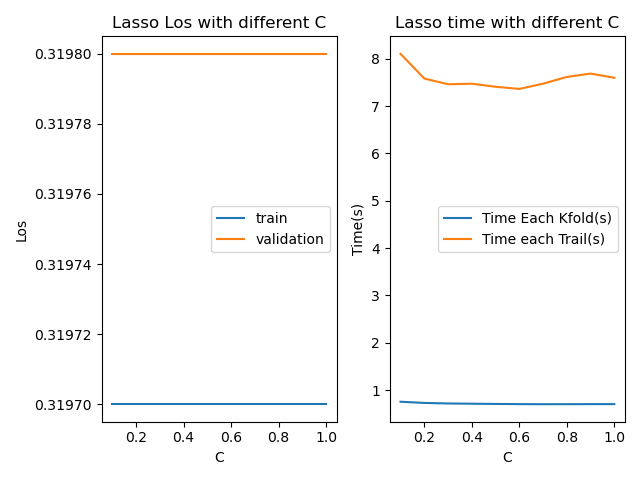 Lasso Los with different C
0.31980
0.31978
0.31976
0.31974
0.31972
0.31970
Los
train
validation
0.2 0.4 0.6 0.8 1.0
C
Lasso time with different C
8
7
6
5
4
3
2
1
Time(s)
Time Each Kfold(s)
Time each Trail(s)
0.2 0.4 0.6 0.8 1.0
C